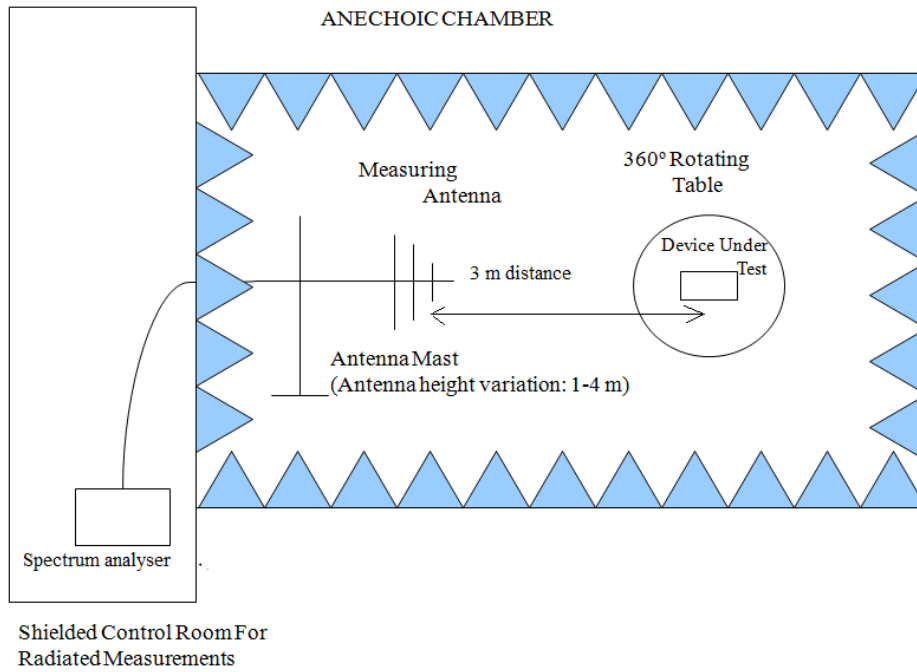 ANECHOIC CHAMBER
Measuring
Antenna
360º Rotating
Table
Device Under
Test
3 m distance
Antenna Mast
(Antenna height variation: 1-4 m)
Spectrum analyser
Shielded Control Room For
Radiated Measurements